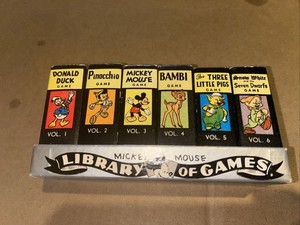 DONALD
DUCK
GAME
VOL. 1
Pinocchio
GAME
VOL. 2
MICKEY
MOUSE
GAME
VOL. 3
BAMBI
GAME
VOL. 4
The THREE
LITTLE PIGS
GAME
VOL. 5
Snow White
and the
Seven Dwarfs
GAME
VOL. 6
MICKEY MOUSE
LIBRARY OF GAMES